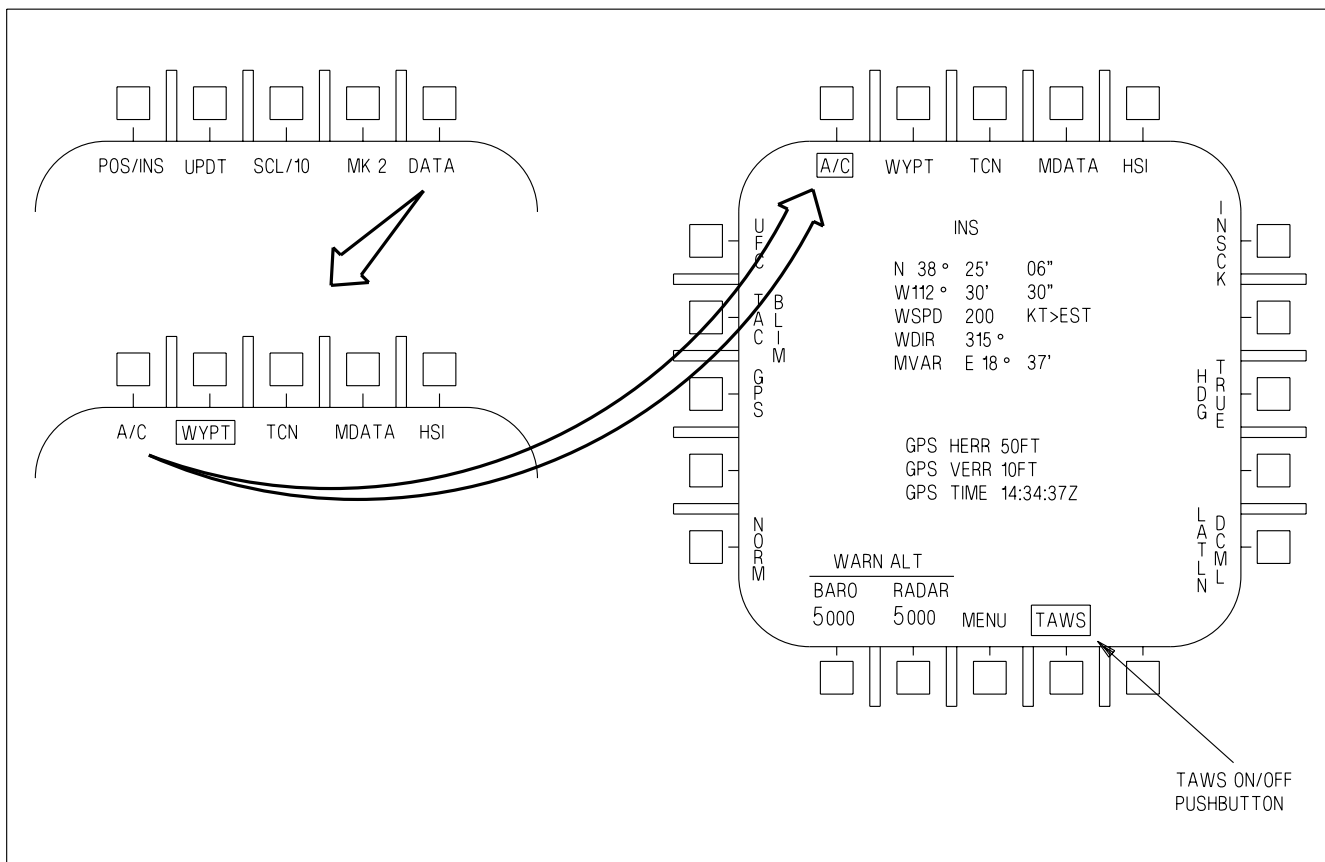 POS/INS UPDT SCL/10 MK 2 DATA
A/C WYPT TCN MDATA HSI
A/C WYPT TCN MDATA HSI
UFC
TAC
BLIM
GPS
NORM
INSCK
TRUE
HDG
DCML
LATLN
INS
N 38° 25' 06"
W112° 30' 30"
WSPD 200 KT>EST
WDIR 315°
MVAR E 18° 37'
GPS HERR 50FT
GPS VERR 10FT
GPS TIME 14:34:37Z
WARN ALT
BARO RADAR
5000 5000 MENU TAWS
TAWS ON/OFF
PUSHBUTTON